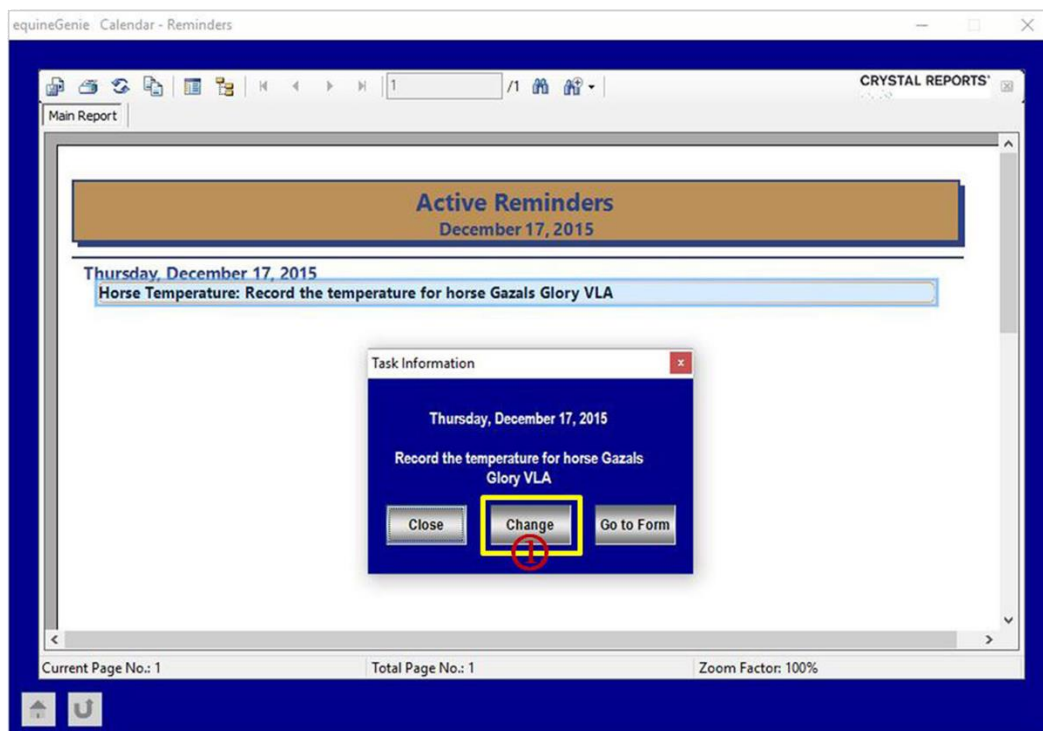 equineGenie Calendar - Reminders
1 /1
CRYSTAL REPORTS
Main Report
Active Reminders
December 17, 2015
Thursday, December 17, 2015
Horse Temperature: Record the temperature for horse Gazals Glory VLA
Task Information
x
Thursday, December 17, 2015
Record the temperature for horse Gazals
Glory VLA
Close Change Go to Form
①
Current Page No.: 1 Total Page No.: 1 Zoom Factor: 100%